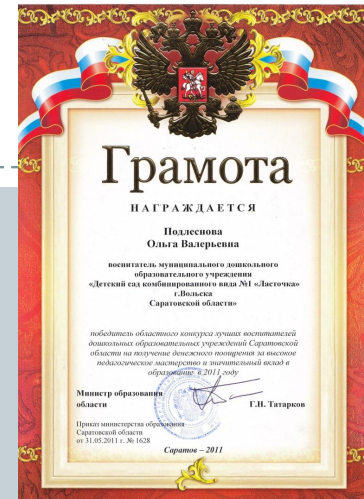 Грамота
НАГРАЖДАЕТСЯ
Подлеснова
Ольга Валерьевна
воспитатель муниципального дошкольного
образовательного учреждения
«Детский сад комбинированного вида №1 «Ласточка»
г.Вольска
Саратовской области»
победитель областного конкурса лучших воспитателей
дошкольных образовательных учреждений Саратовской
области на получение денежного поощрения за высокое
педагогическое мастерство и значительный вклад в
образование в 2011 году
Министр образования
области Г.Н. Татарков
Приказ министерства образования
Саратовской области
от 31.05.2011 г. № 1628
Саратов – 2011